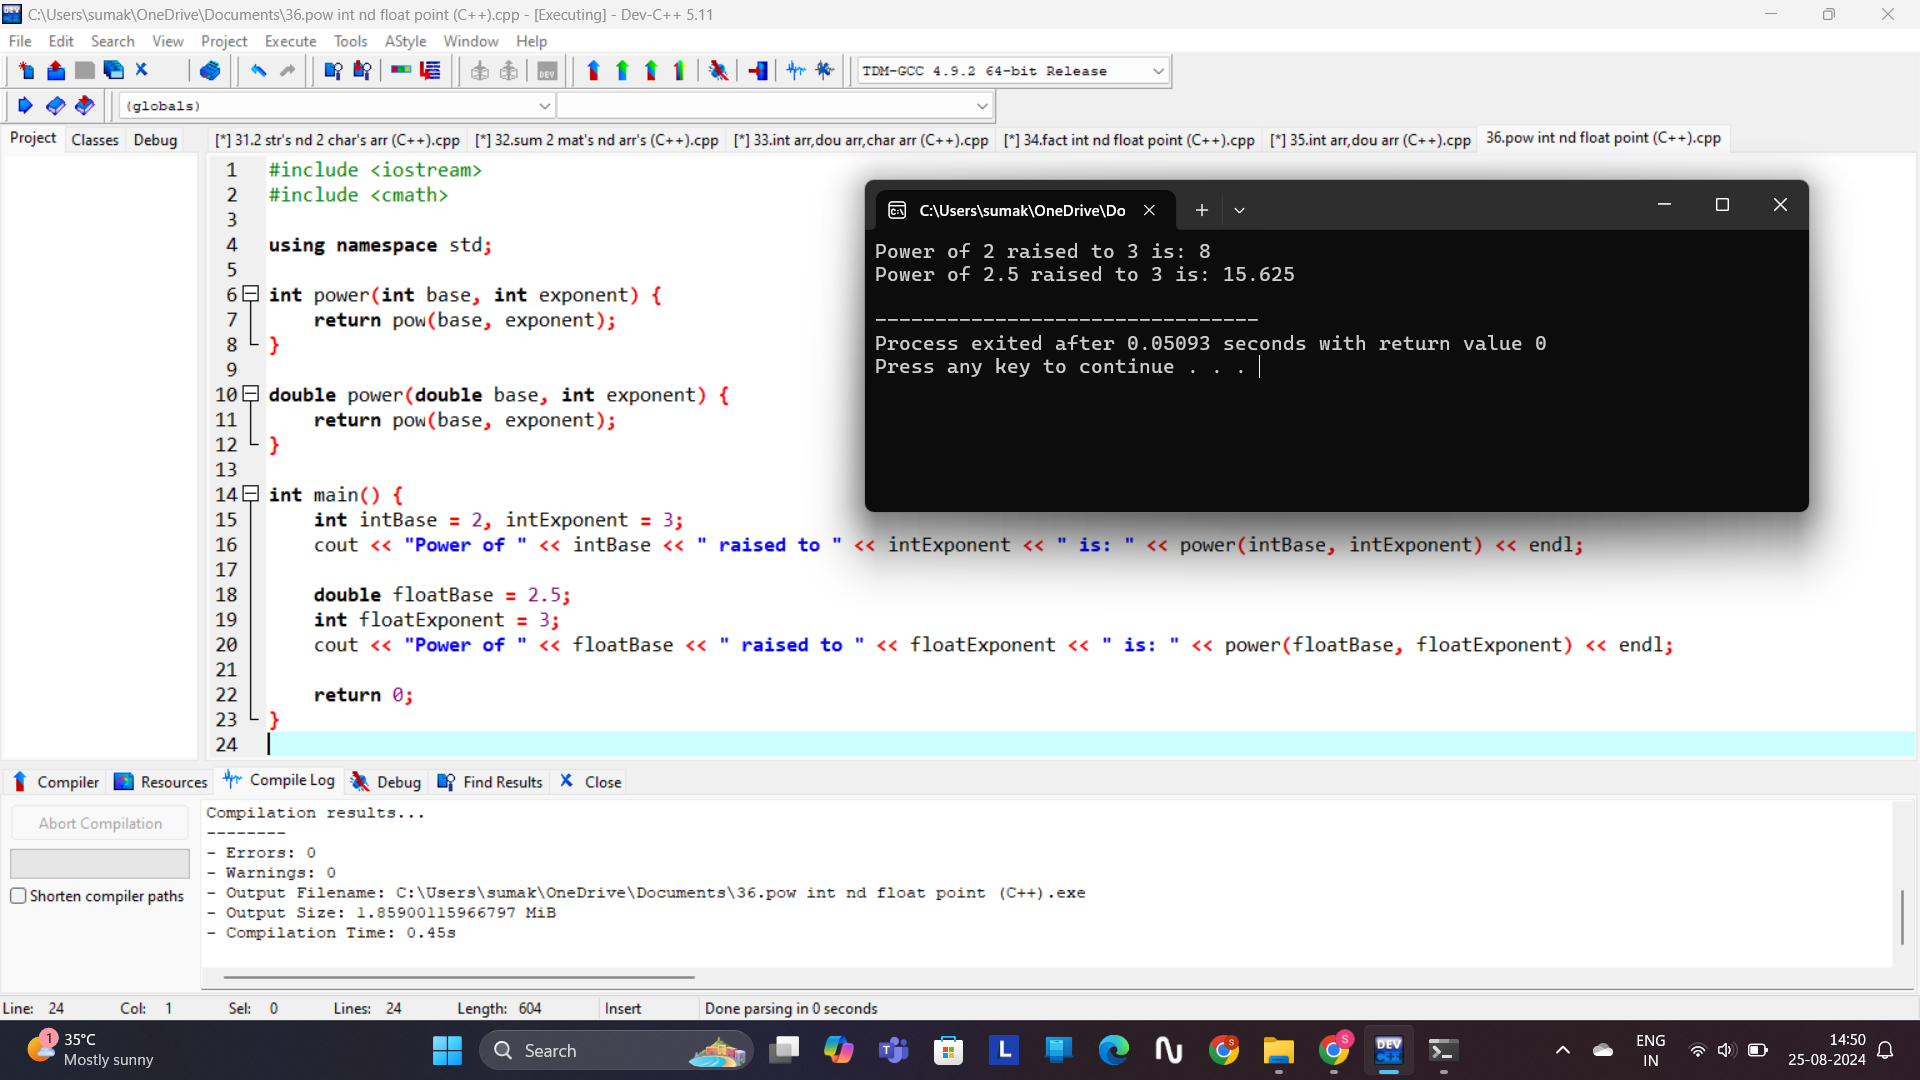 C:\Users\sumak\OneDrive\Documents\36.pow int nd float point (C++).cpp - [Executing] - Dev-C++ 5.11
File Edit Search View Project Execute Tools AStyle Window Help
TDM-GCC 4.9.2 64-bit Release
(globals)
Project Classes Debug
[*] 31.2 str's nd 2 char's arr (C++).cpp [*] 32.sum 2 mat's nd arr's (C++).cpp [*] 33.int arr,dou arr,char arr (C++).cpp [*] 34.fact int nd float point (C++).cpp [*] 35.int arr,dou arr (C++).cpp 36.pow int nd float point (C++).cpp
1 #include <iostream>
2 #include <cmath>
3
4 using namespace std;
5
6 int power(int base, int exponent) {
7 return pow(base, exponent);
8 }
9
10 double power(double base, int exponent) {
11 return pow(base, exponent);
12 }
13
14 int main() {
15 int intBase = 2, intExponent = 3;
16 cout << "Power of " << intBase << " raised to " << intExponent << " is: " << power(intBase, intExponent) << endl;
17
18 double floatBase = 2.5;
19 int floatExponent = 3;
20 cout << "Power of " << floatBase << " raised to " << floatExponent << " is: " << power(floatBase, floatExponent) << endl;
21
22 return 0;
23 }
24
C:\Users\sumak\OneDrive\Do
Power of 2 raised to 3 is: 8
Power of 2.5 raised to 3 is: 15.625
--------------------------------
Process exited after 0.05093 seconds with return value 0
Press any key to continue . . .
Compiler Resources Compile Log Debug Find Results Close
Abort Compilation
Shorten compiler paths
Compilation results...
--------
- Errors: 0
- Warnings: 0
- Output Filename: C:\Users\sumak\OneDrive\Documents\36.pow int nd float point (C++).exe
- Output Size: 1.85900115966797 MiB
- Compilation Time: 0.45s
Line: 24 Col: 1 Sel: 0 Lines: 24 Length: 604 Insert Done parsing in 0 seconds
1
35°C
Mostly sunny
Search
L
DEV
C++
S
S
ENG
IN
14:50
25-08-2024